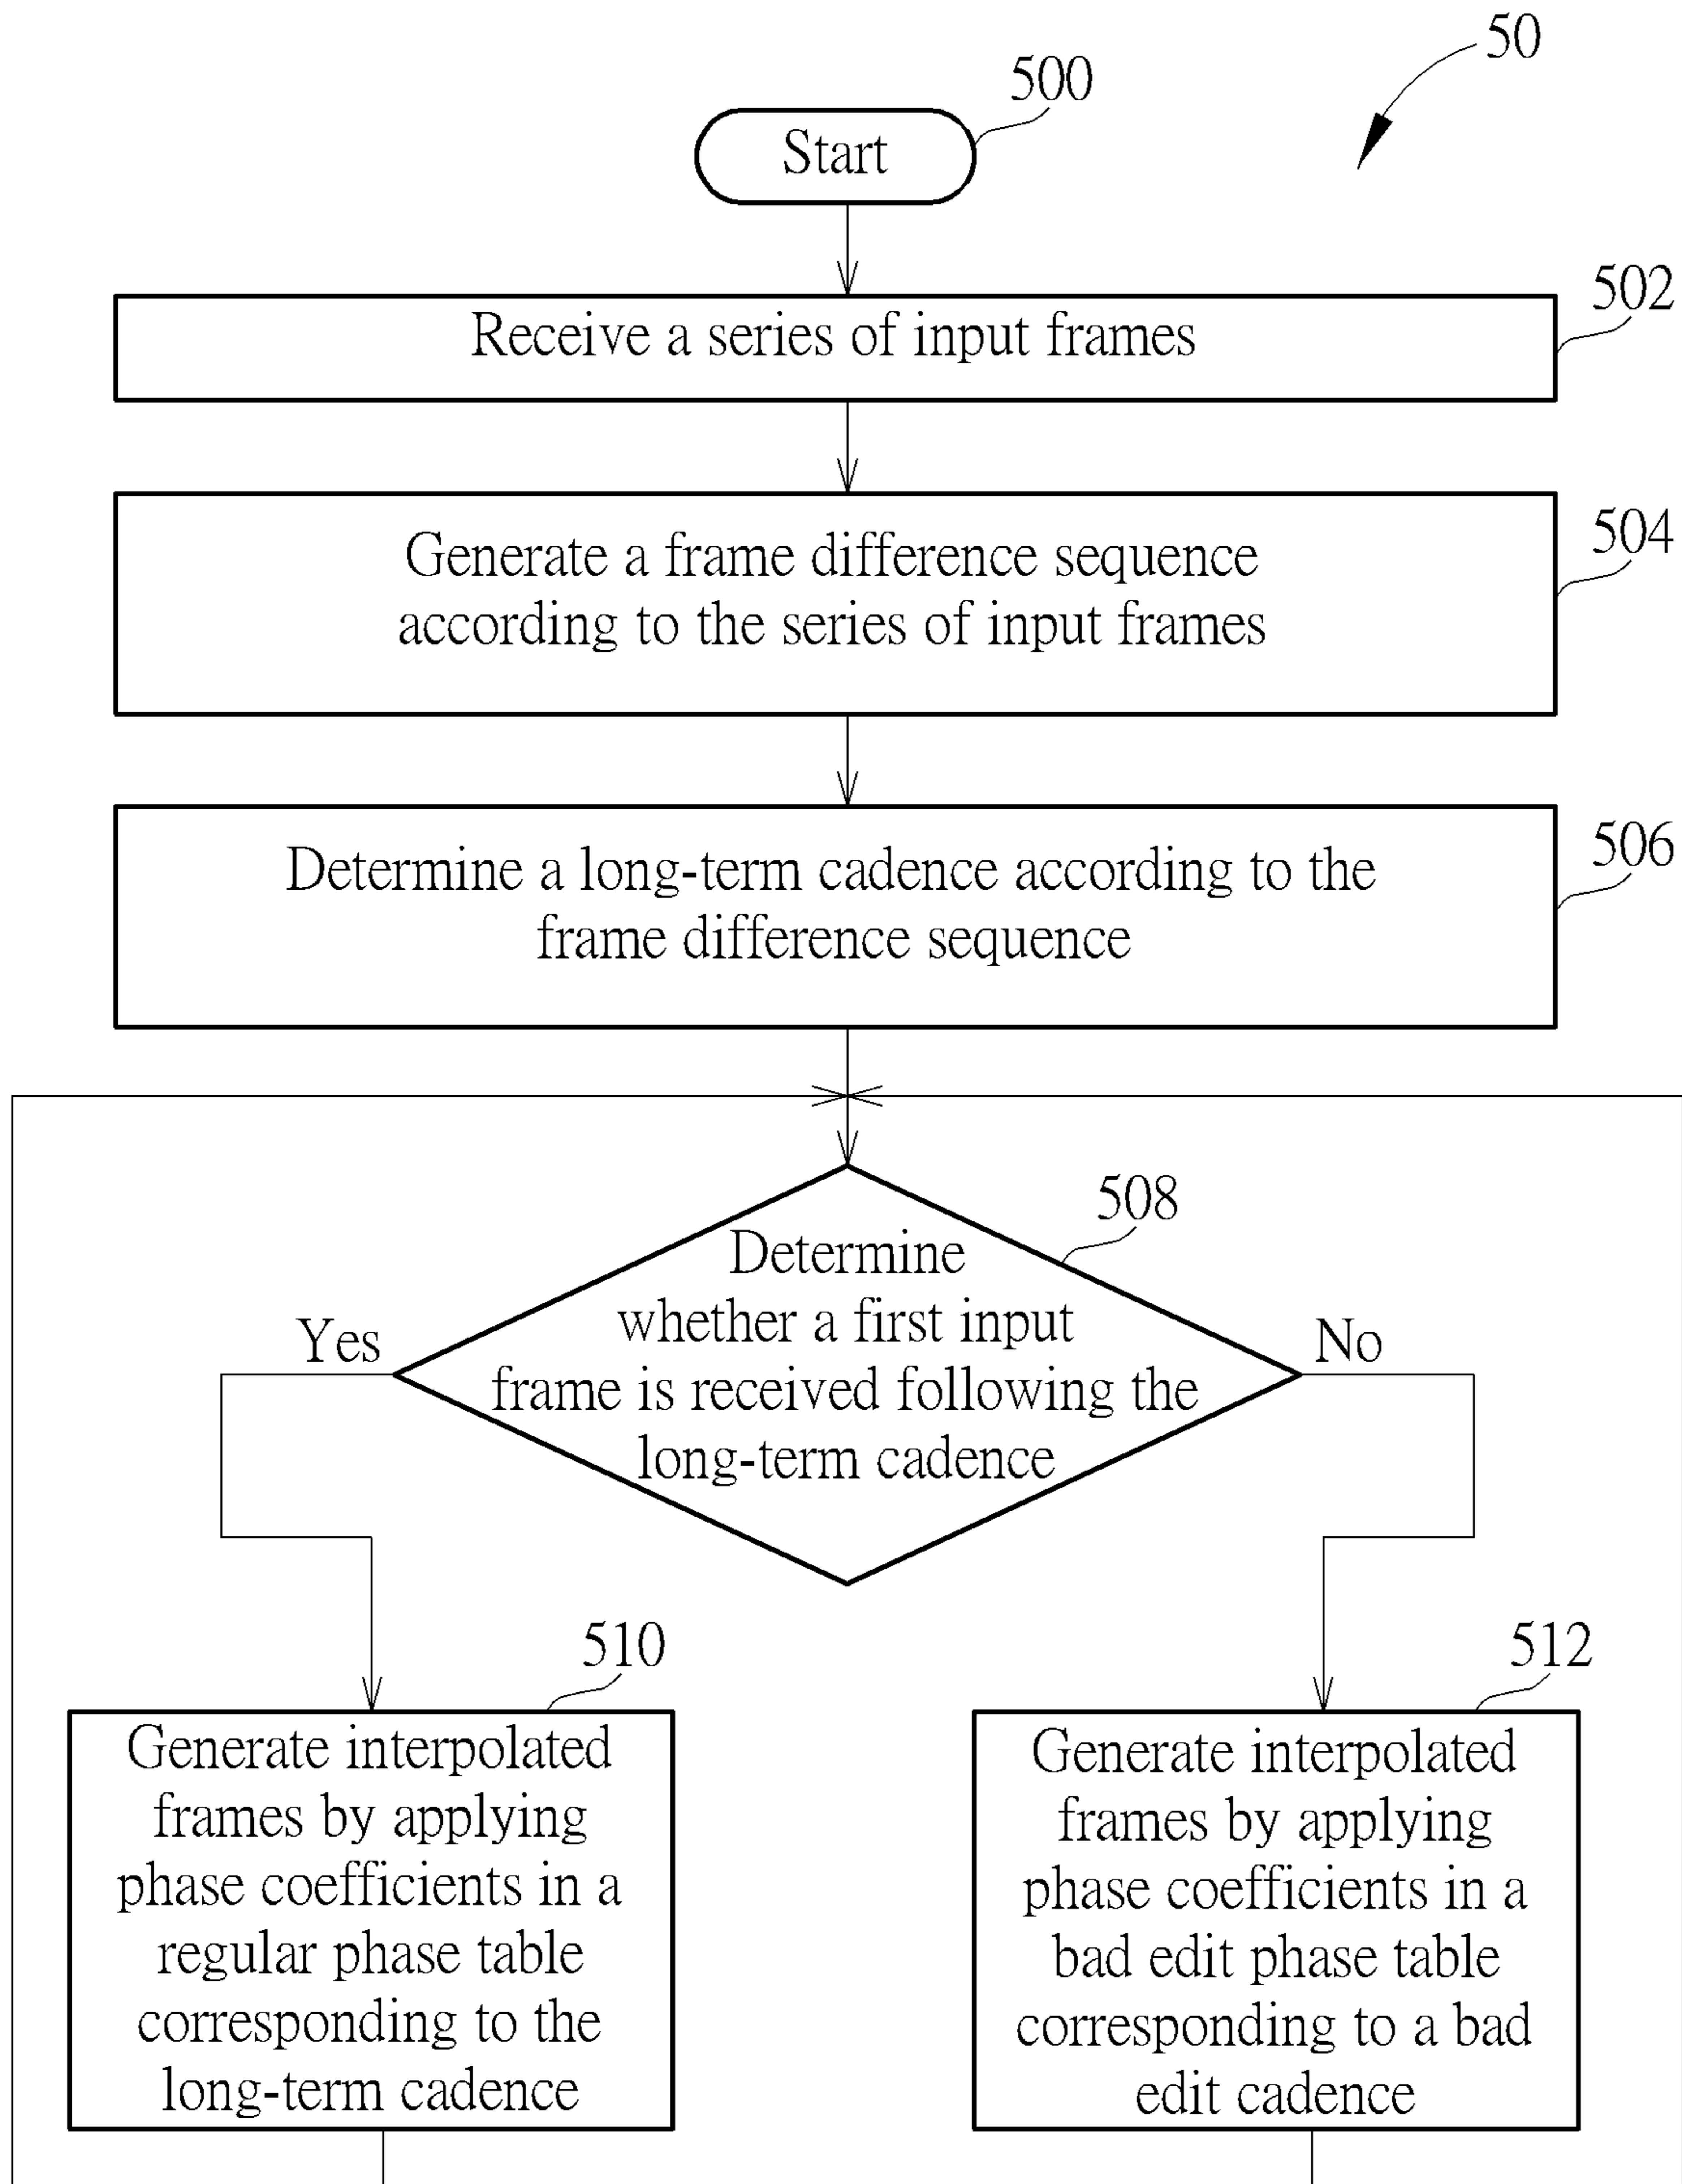 50
500
Start
502
Receive a series of input frames
504
Generate a frame difference sequence
according to the series of input frames
506
Determine a long-term cadence according to the
frame difference sequence
508
Determine
whether a first input
frame is received following the
long-term cadence
Yes
No
510
Generate interpolated
frames by applying
phase coefficients in a
regular phase table
corresponding to the
long-term cadence
512
Generate interpolated
frames by applying
phase coefficients in a
bad edit phase table
corresponding to a bad
edit cadence